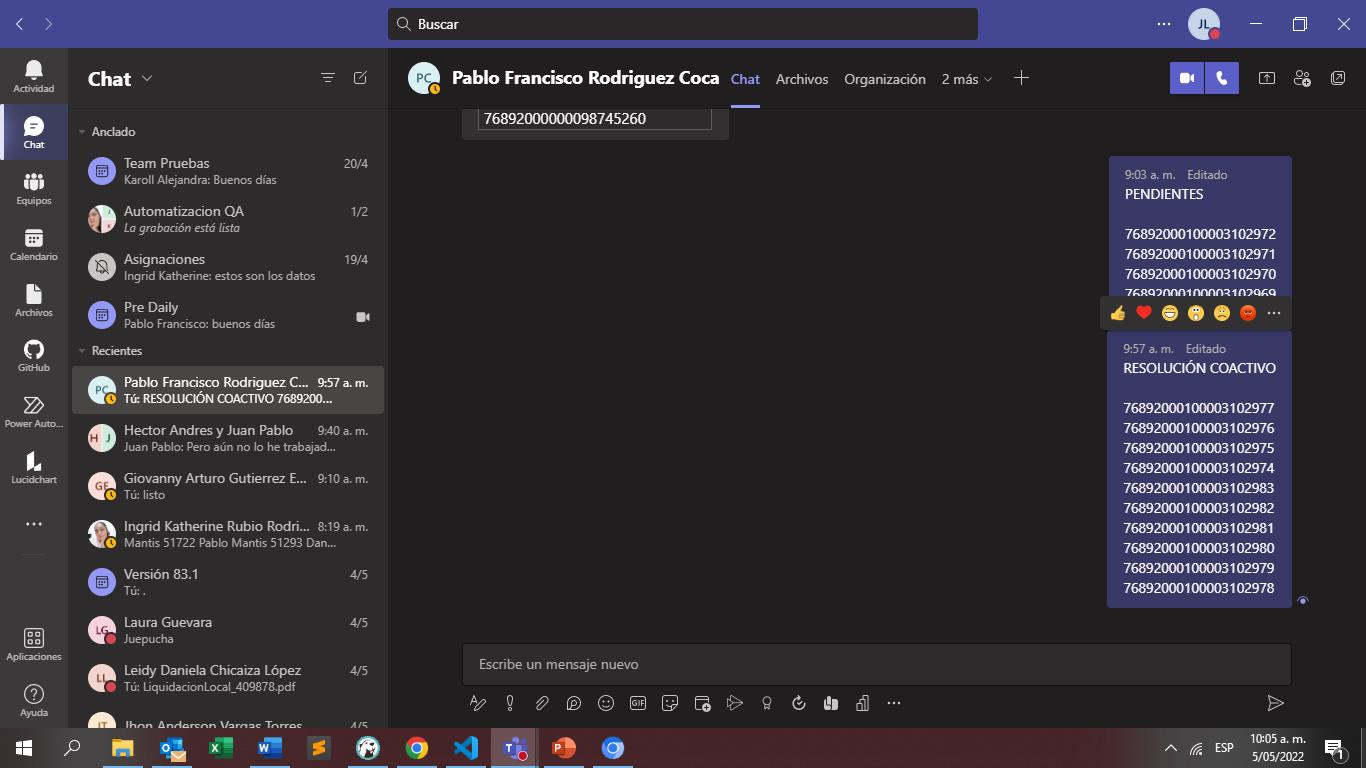 Buscar
JL
Actividad
Chat
Equipos
Calendario
Archivos
GitHub
Power Auto...
Lucidchart
Aplicaciones
Ayuda
Chat
Anclado
Team Pruebas 20/4
Karoll Alejandra: Buenos días
Automatizacion QA 1/2
La grabación está lista
Asignaciones 19/4
Ingrid Katherine: estos son los datos
Pre Daily
Pablo Francisco: buenos días
Recientes
PC Pablo Francisco Rodriguez C... 9:57 a. m.
Tú: RESOLUCIÓN COACTIVO 7689200...
H J Hector Andres y Juan Pablo 9:40 a. m.
Juan Pablo: Pero aún no lo he trabajad...
GE Giovanny Arturo Gutierrez E... 9:10 a. m.
Tú: listo
Ingrid Katherine Rubio Rodri... 8:19 a. m.
Mantis 51722 Pablo Mantis 51293 Dan...
Versión 83.1 4/5
Tú: .
LG Laura Guevara 4/5
Juepucha
LL Leidy Daniela Chicaiza López 4/5
Tú: LiquidacionLocal_409878.pdf
JT Jhon Anderson Vargas Torres 4/5
PC Pablo Francisco Rodriguez Coca Chat Archivos Organización 2 más
76892000000098745260
9:03 a. m. Editado
PENDIENTES
76892000100003102972
76892000100003102971
76892000100003102970
76892000100003102969
9:57 a. m. Editado
RESOLUCIÓN COACTIVO
76892000100003102977
76892000100003102976
76892000100003102975
76892000100003102974
76892000100003102983
76892000100003102982
76892000100003102981
76892000100003102980
76892000100003102979
76892000100003102978
Escribe un mensaje nuevo
GIF
ESP
10:05 a. m.
5/05/2022
1